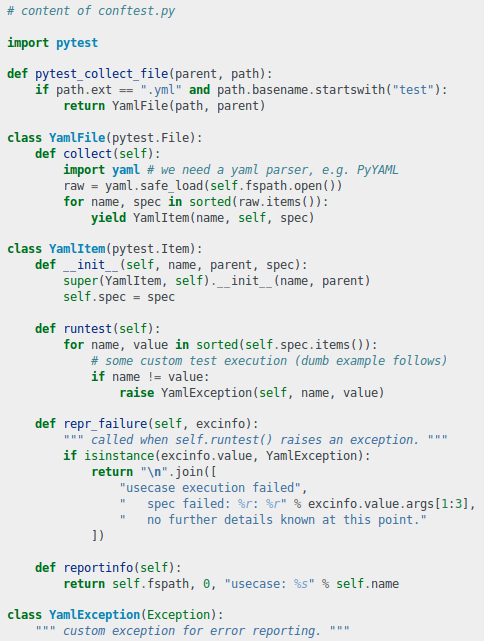 # content of conftest.py

import pytest

def pytest_collect_file(parent, path):
    if path.ext == ".yml" and path.basename.startswith("test"):
        return YamlFile(path, parent)

class YamlFile(pytest.File):
    def collect(self):
        import yaml # we need a yaml parser, e.g. PyYAML
        raw = yaml.safe_load(self.fspath.open())
        for name, spec in sorted(raw.items()):
            yield YamlItem(name, self, spec)

class YamlItem(pytest.Item):
    def __init__(self, name, parent, spec):
        super(YamlItem, self).__init__(name, parent)
        self.spec = spec

    def runtest(self):
        for name, value in sorted(self.spec.items()):
            # some custom test execution (dumb example follows)
            if name != value:
                raise YamlException(self, name, value)

    def repr_failure(self, excinfo):
        """ called when self.runtest() raises an exception. """
        if isinstance(excinfo.value, YamlException):
            return "\n".join([
                "usecase execution failed",
                "   spec failed: %r: %r" % excinfo.value.args[1:3],
                "   no further details known at this point."
            ])

    def reportinfo(self):
        return self.fspath, 0, "usecase: %s" % self.name

class YamlException(Exception):
    """ custom exception for error reporting. """